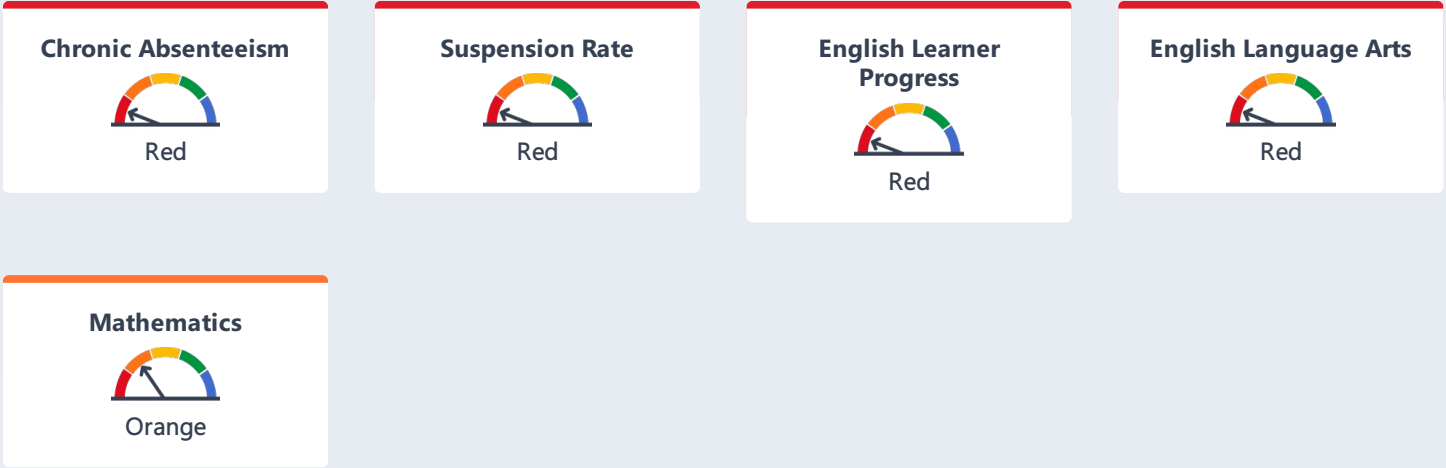 Chronic Absenteeism
Red
Suspension Rate
Red
English Learner
Progress
Red
English Language Arts
Red
Mathematics
Orange